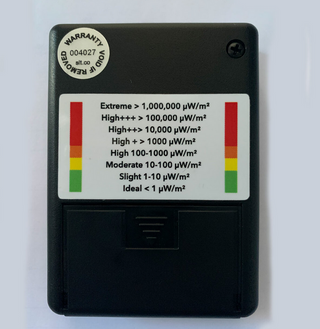 WARRANTY VOID IF REMOVED
004027
alt.oo
Extreme > 1,000,000 µW/m²
High+++ > 100,000 µW/m²
High++> 10,000 µW/m²
High + > 1000 µW/m²
High 100-1000 µW/m²
Moderate 10-100 µW/m²
Slight 1-10 µW/m²
Ideal < 1 µW/m²